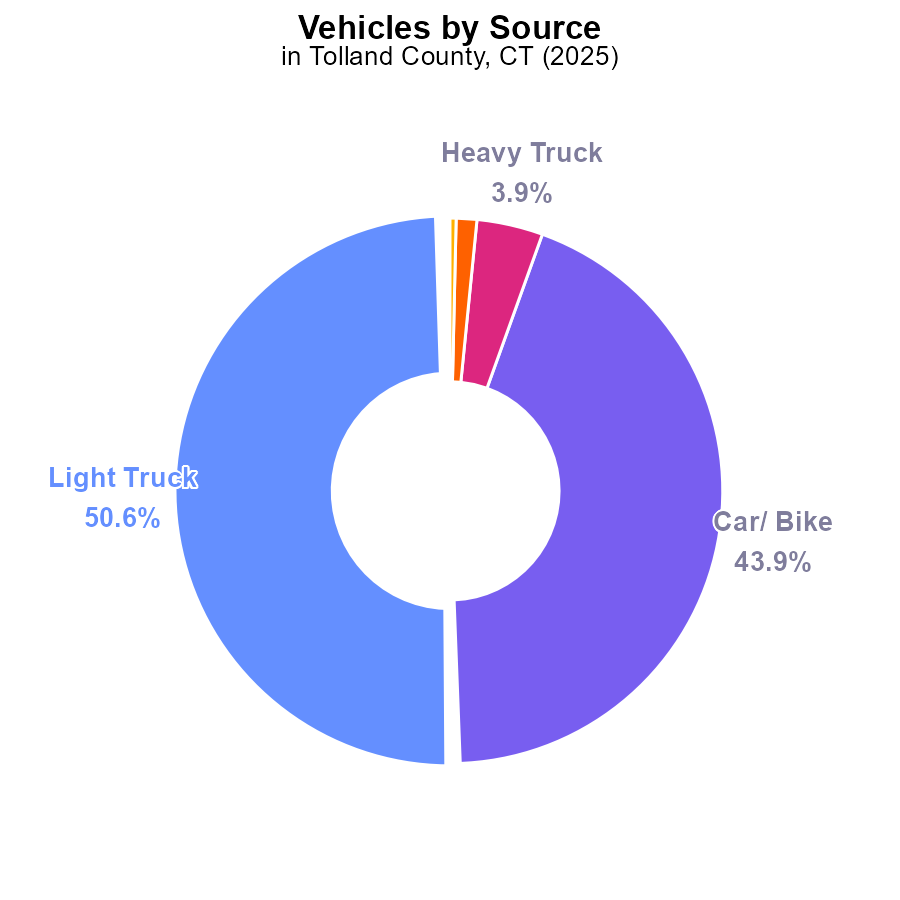 Vehicles by Source
in Tolland County, CT (2025)
Heavy Truck
3.9%
Light Truck
50.6%
Car/ Bike
43.9%